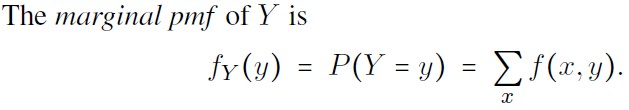 The marginal pmf of Y is
f_Y(y) = P(Y = y) = ∑_x f(x, y).